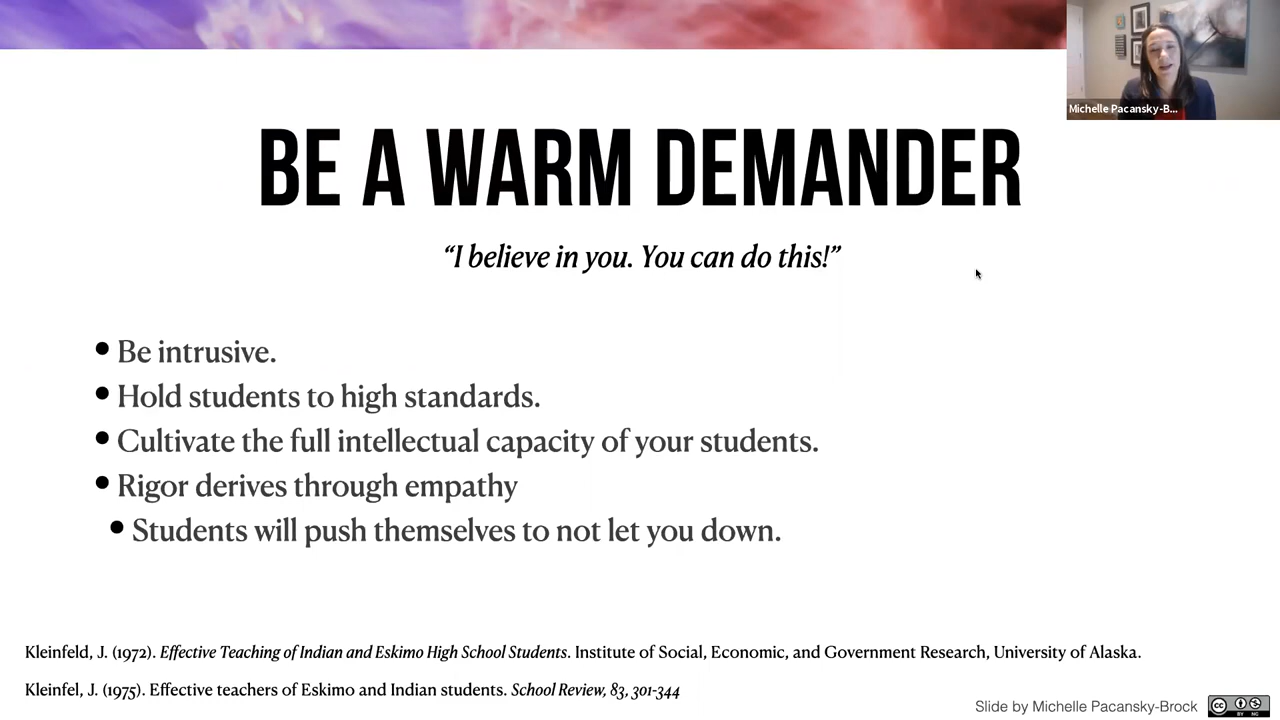 Michelle Pacansky-B...
BE A WARM DEMANDER
“I believe in you. You can do this!”
• Be intrusive.
• Hold students to high standards.
• Cultivate the full intellectual capacity of your students.
• Rigor derives through empathy
• Students will push themselves to not let you down.
Kleinfeld, J. (1972). Effective Teaching of Indian and Eskimo High School Students. Institute of Social, Economic, and Government Research, University of Alaska.
Kleinfel, J. (1975). Effective teachers of Eskimo and Indian students. School Review, 83, 301-344
Slide by Michelle Pacansky-Brock
CC BY NC